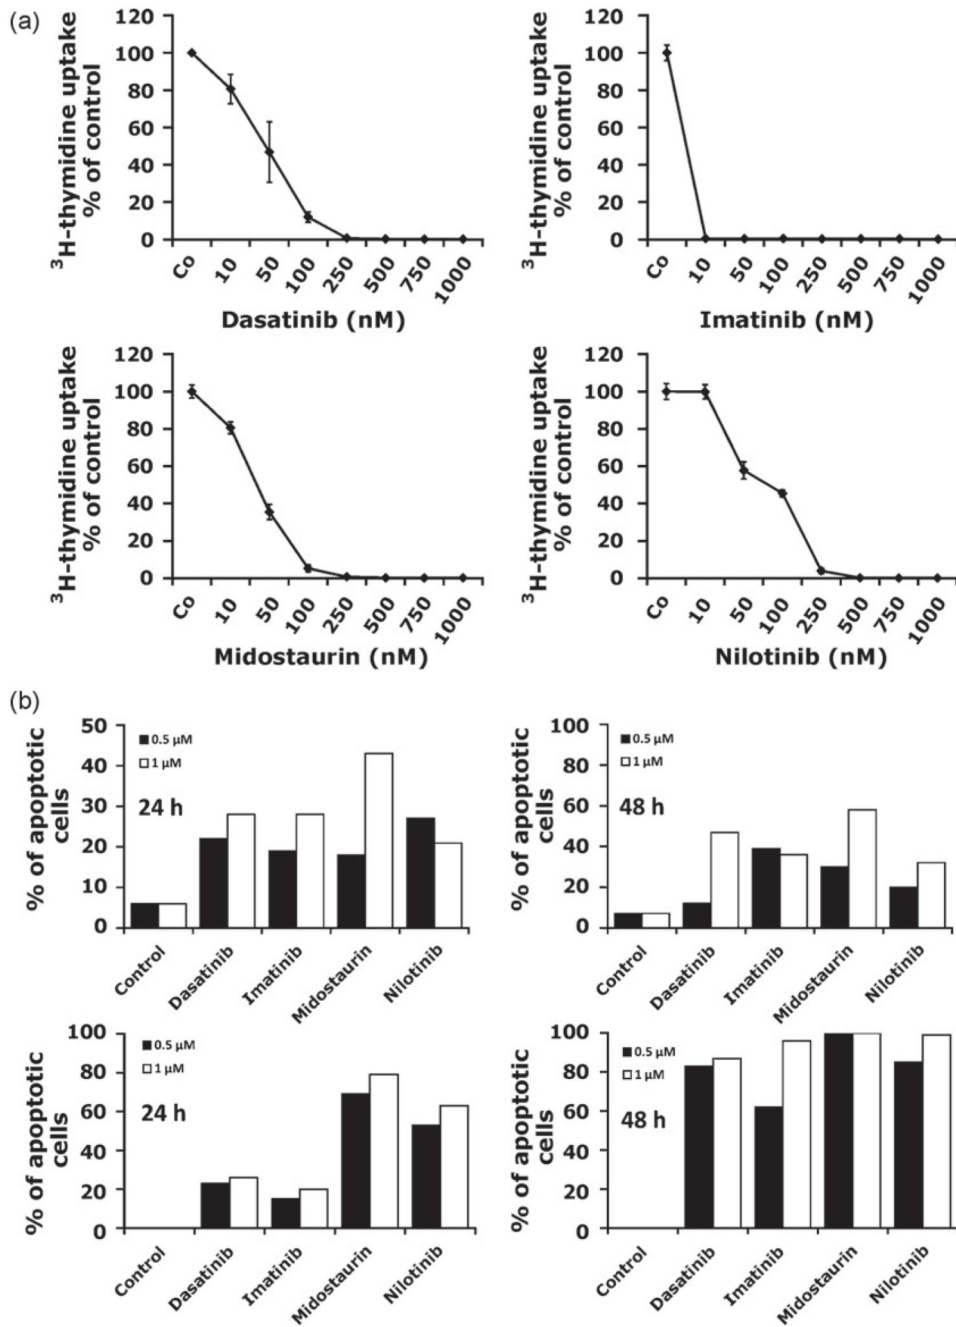 (a)
120
100
80
60
40
20
0
³H-thymidine uptake
% of control
Co 10 50 100 250 500 750 1000
Dasatinib (nM)
120
100
80
60
40
20
0
³H-thymidine uptake
% of control
Co 10 50 100 250 500 750 1000
Imatinib (nM)
120
100
80
60
40
20
0
³H-thymidine uptake
% of control
Co 10 50 100 250 500 750 1000
Midostaurin (nM)
120
100
80
60
40
20
0
³H-thymidine uptake
% of control
Co 10 50 100 250 500 750 1000
Nilotinib (nM)
(b)
50
40
30
20
10
0
% of apoptotic
cells
0.5 µM
1 µM
24 h
Control Dasatinib Imatinib Midostaurin Nilotinib
100
80
60
40
20
0
% of apoptotic
cells
0.5 µM
1 µM
48 h
Control Dasatinib Imatinib Midostaurin Nilotinib
100
80
60
40
20
0
% of apoptotic
cells
0.5 µM
1 µM
24 h
Control Dasatinib Imatinib Midostaurin Nilotinib
100
80
60
40
20
0
% of apoptotic
cells
0.5 µM
1 µM
48 h
Control Dasatinib Imatinib Midostaurin Nilotinib